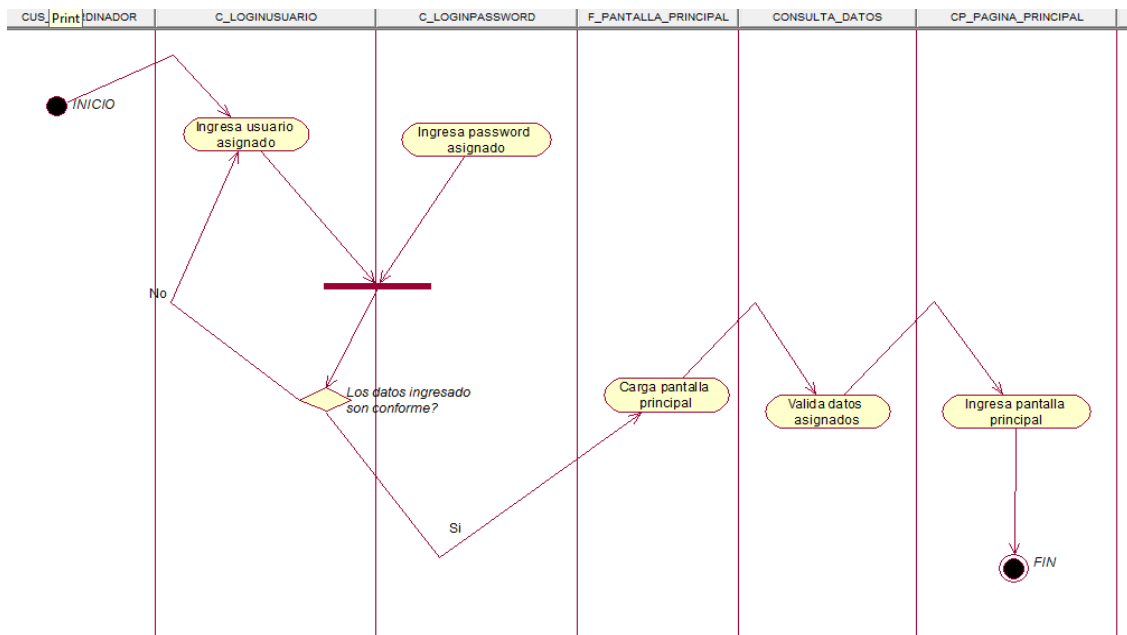 CUS_ Print RDINADOR
C_LOGINUSUARIO
C_LOGINPASSWORD
F_PANTALLA_PRINCIPAL
CONSULTA_DATOS
CP_PAGINA_PRINCIPAL
INICIO
Ingresa usuario
asignado
Ingresa password
asignado
No
Los datos ingresado
son conforme?
Carga pantalla
principal
Valida datos
asignados
Ingresa pantalla
principal
Si
FIN